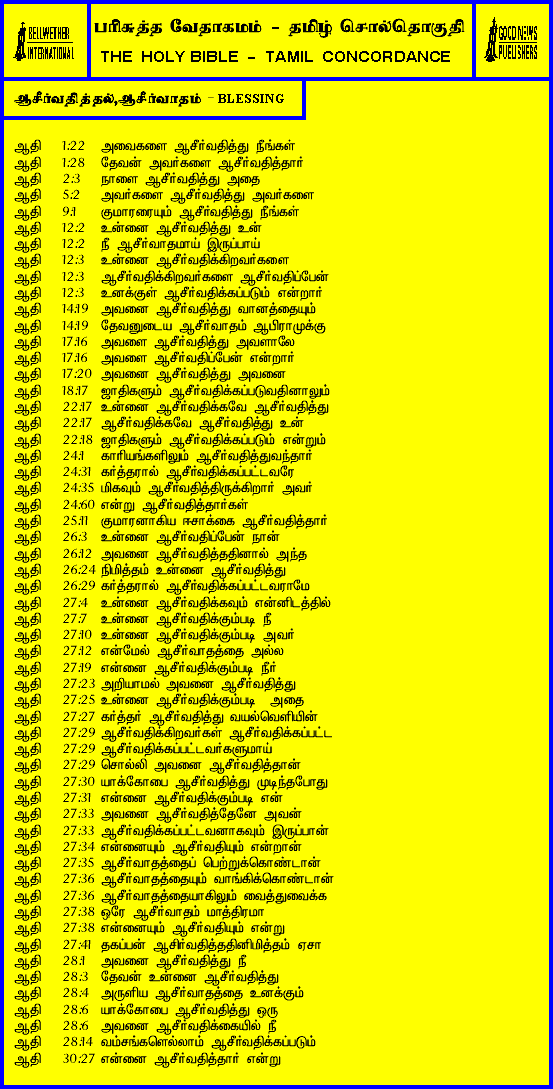 BELLWETHER
INTERNATIONAL
பரிசுத்த வேதாகமம் - தமிழ் சொல்தொகுதி
THE HOLY BIBLE - TAMIL CONCORDANCE
GOOD NEWS
PUBLISHERS
ஆசீர்வதித்தல்,ஆசீர்வாதம் - BLESSING
ஆதி 1:22 அவைகளை ஆசீர்வதித்து நீங்கள்
ஆதி 1:28 தேவன் அவர்களை ஆசீர்வதித்தார்
ஆதி 2:3 நாளை ஆசீர்வதித்து அதை
ஆதி 5:2 அவர்களை ஆசீர்வதித்து அவர்களை
ஆதி 9:1 குமாரரையும் ஆசீர்வதித்து நீங்கள்
ஆதி 12:2 உன்னை ஆசீர்வதித்து உன்
ஆதி 12:2 நீ ஆசீர்வாதமாய் இருப்பாய்
ஆதி 12:3 உன்னை ஆசீர்வதிக்கிறவர்களை
ஆதி 12:3 ஆசீர்வதிக்கிறவர்களை ஆசீர்வதிப்பேன்
ஆதி 12:3 உனக்குள் ஆசீர்வதிக்கப்படும் என்றார்
ஆதி 14:19 அவனை ஆசீர்வதித்து வானத்தையும்
ஆதி 14:19 தேவனுடைய ஆசீர்வாதம் ஆபிராமுக்கு
ஆதி 17:16 அவளை ஆசீர்வதித்து அவளாலே
ஆதி 17:16 அவளை ஆசீர்வதிப்பேன் என்றார்
ஆதி 17:20 அவனை ஆசீர்வதித்து அவனை
ஆதி 18:17 ஜாதிகளும் ஆசீர்வதிக்கப்படுவதினாலும்
ஆதி 22:17 உன்னை ஆசீர்வதிக்கவே ஆசீர்வதித்து
ஆதி 22:17 ஆசீர்வதிக்கவே ஆசீர்வதித்து உன்
ஆதி 22:18 ஜாதிகளும் ஆசீர்வதிக்கப்படும் என்றும்
ஆதி 24:1 காரியங்களிலும் ஆசீர்வதித்துவந்தார்
ஆதி 24:31 கர்த்தரால் ஆசீர்வதிக்கப்பட்டவரே
ஆதி 24:35 மிகவும் ஆசீர்வதித்திருக்கிறார் அவர்
ஆதி 24:60 என்று ஆசீர்வதித்தார்கள்
ஆதி 25:11 குமாரனாகிய ஈசாக்கை ஆசீர்வதித்தார்
ஆதி 26:3 உன்னை ஆசீர்வதிப்பேன் நான்
ஆதி 26:12 அவனை ஆசீர்வதித்ததினால் அந்த
ஆதி 26:24 நிமித்தம் உன்னை ஆசீர்வதித்து
ஆதி 26:29 கர்த்தரால் ஆசீர்வதிக்கப்பட்டவராமே
ஆதி 27:4 உன்னை ஆசீர்வதிக்கவும் என்னிடத்தில்
ஆதி 27:7 உன்னை ஆசீர்வதிக்கும்படி நீ
ஆதி 27:10 உன்னை ஆசீர்வதிக்கும்படி அவர்
ஆதி 27:12 என்மேல் ஆசீர்வாதத்தை அல்ல
ஆதி 27:19 என்னை ஆசீர்வதிக்கும்படி நீர்
ஆதி 27:23 அறியாமல் அவனை ஆசீர்வதித்து
ஆதி 27:25 உன்னை ஆசீர்வதிக்கும்படி அதை
ஆதி 27:27 கர்த்தர் ஆசீர்வதித்து வயல்வெளியின்
ஆதி 27:29 ஆசீர்வதிக்கிறவர்கள் ஆசீர்வதிக்கப்பட்ட
ஆதி 27:29 ஆசீர்வதிக்கப்பட்டவர்களுமாய்
ஆதி 27:29 சொல்லி அவனை ஆசீர்வதித்தான்
ஆதி 27:30 யாக்கோபை ஆசீர்வதித்து முடிந்தபோது
ஆதி 27:31 என்னை ஆசீர்வதிக்கும்படி என்
ஆதி 27:33 அவனை ஆசீர்வதித்தேனே அவன்
ஆதி 27:33 ஆசீர்வதிக்கப்பட்டவனாகவும் இருப்பான்
ஆதி 27:34 என்னையும் ஆசீர்வதியும் என்றான்
ஆதி 27:35 ஆசீர்வாதத்தைப் பெற்றுக்கொண்டான்
ஆதி 27:36 ஆசீர்வாதத்தையும் வாங்கிக்கொண்டான்
ஆதி 27:36 ஆசீர்வாதத்தையாகிலும் வைத்துவைக்க
ஆதி 27:38 ஒரே ஆசீர்வாதம் மாத்திரமா
ஆதி 27:38 என்னையும் ஆசீர்வதியும் என்று
ஆதி 27:41 தகப்பன் ஆசிர்வதித்ததினிமித்தம் ஏசா
ஆதி 28:1 அவனை ஆசீர்வதித்து நீ
ஆதி 28:3 தேவன் உன்னை ஆசீர்வதித்து
ஆதி 28:4 அருளிய ஆசீர்வாதத்தை உனக்கும்
ஆதி 28:6 யாக்கோபை ஆசீர்வதித்து ஒரு
ஆதி 28:6 அவனை ஆசீர்வதிக்கையில் நீ
ஆதி 28:14 வம்சங்களெல்லாம் ஆசீர்வதிக்கப்படும்
ஆதி 30:27 என்னை ஆசீர்வதித்தார் என்று